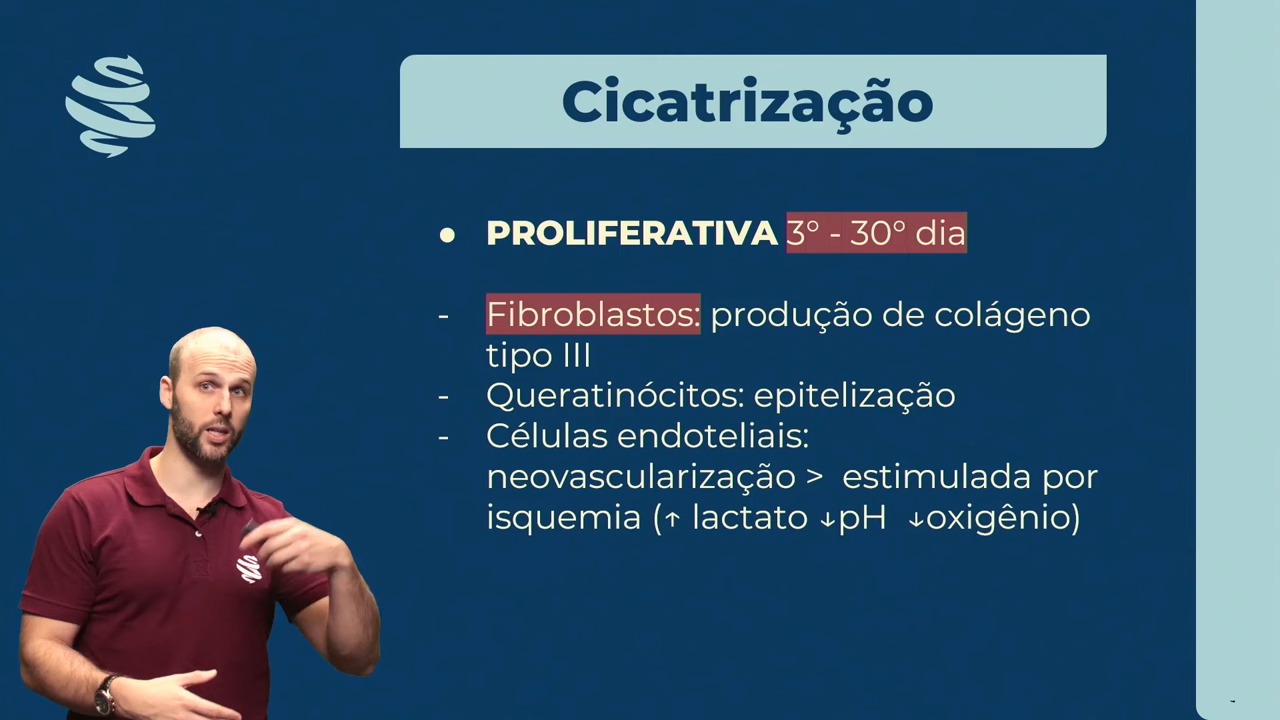 Cicatrização
● PROLIFERATIVA 3º - 30º dia
- Fibroblastos: produção de colágeno
tipo III
- Queratinócitos: epitelização
- Células endoteliais:
neovascularização > estimulada por
isquemia (↑ lactato ↓pH ↓oxigênio)